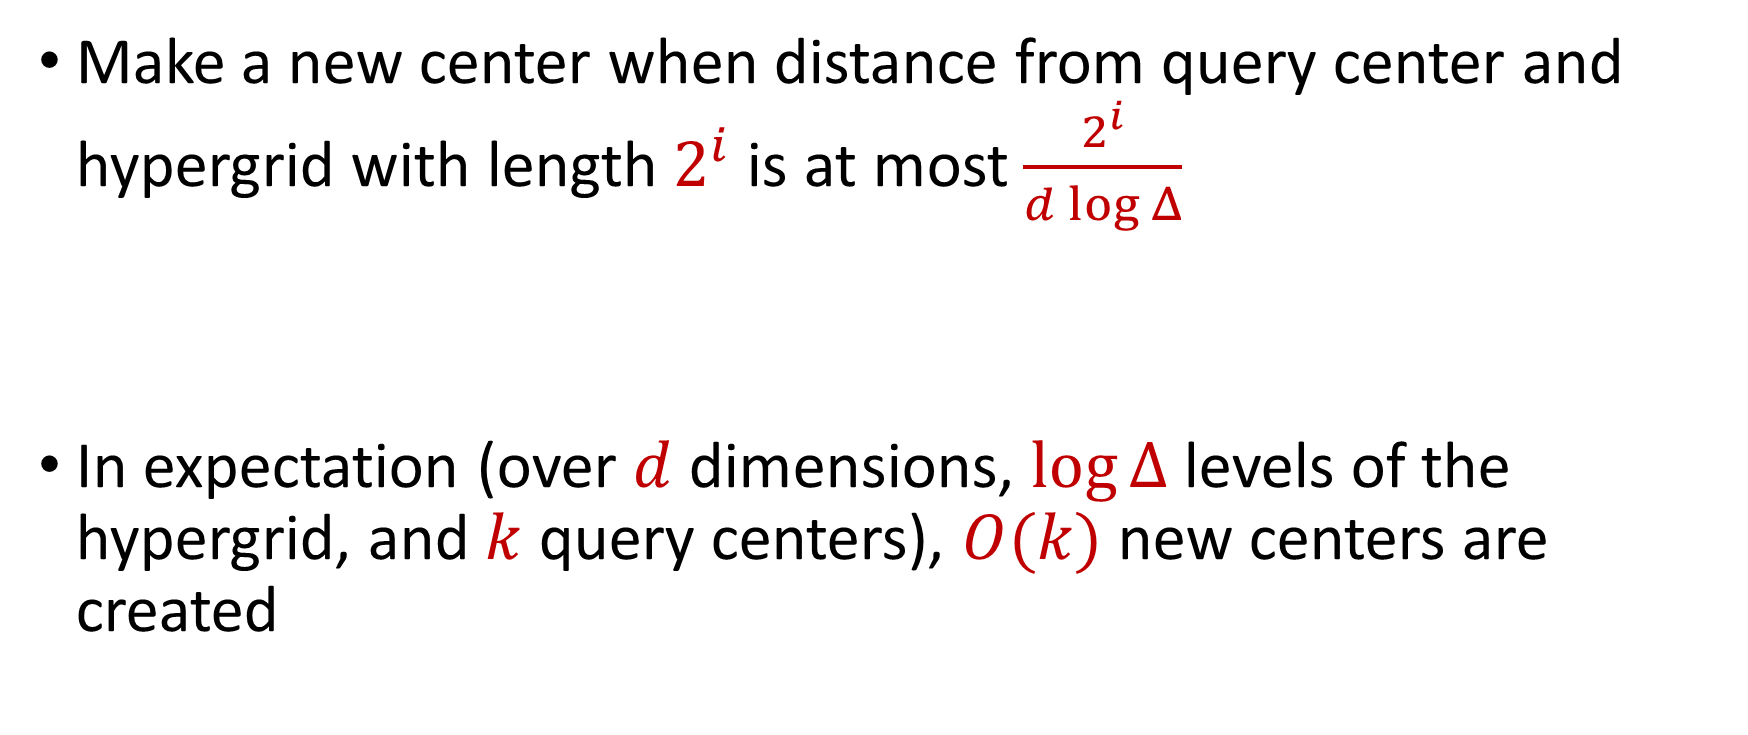 • Make a new center when distance from query center and
hypergrid with length 2^i is at most 2^i / (d log Δ)
• In expectation (over d dimensions, log Δ levels of the
hypergrid, and k query centers), O(k) new centers are
created